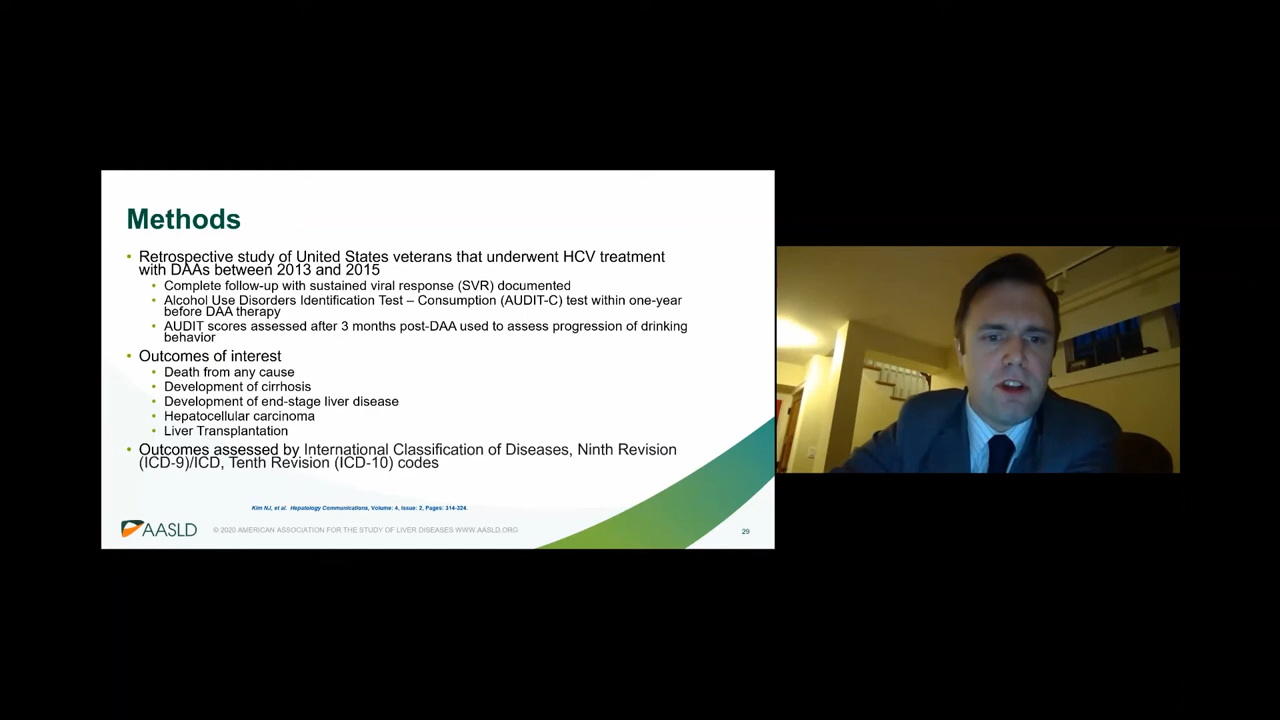 Methods
• Retrospective study of United States veterans that underwent HCV treatment
with DAAs between 2013 and 2015
• Complete follow-up with sustained viral response (SVR) documented
• Alcohol Use Disorders Identification Test – Consumption (AUDIT-C) test within one-year
before DAA therapy
• AUDIT scores assessed after 3 months post-DAA used to assess progression of drinking
behavior
• Outcomes of interest
• Death from any cause
• Development of cirrhosis
• Development of end-stage liver disease
• Hepatocellular carcinoma
• Liver Transplantation
• Outcomes assessed by International Classification of Diseases, Ninth Revision
(ICD-9)/ICD, Tenth Revision (ICD-10) codes
Kim NJ, et al. Hepatology Communications, Volume: 4, Issue: 2, Pages: 314-324.
AASLD
© 2020 AMERICAN ASSOCIATION FOR THE STUDY OF LIVER DISEASES WWW.AASLD.ORG
29